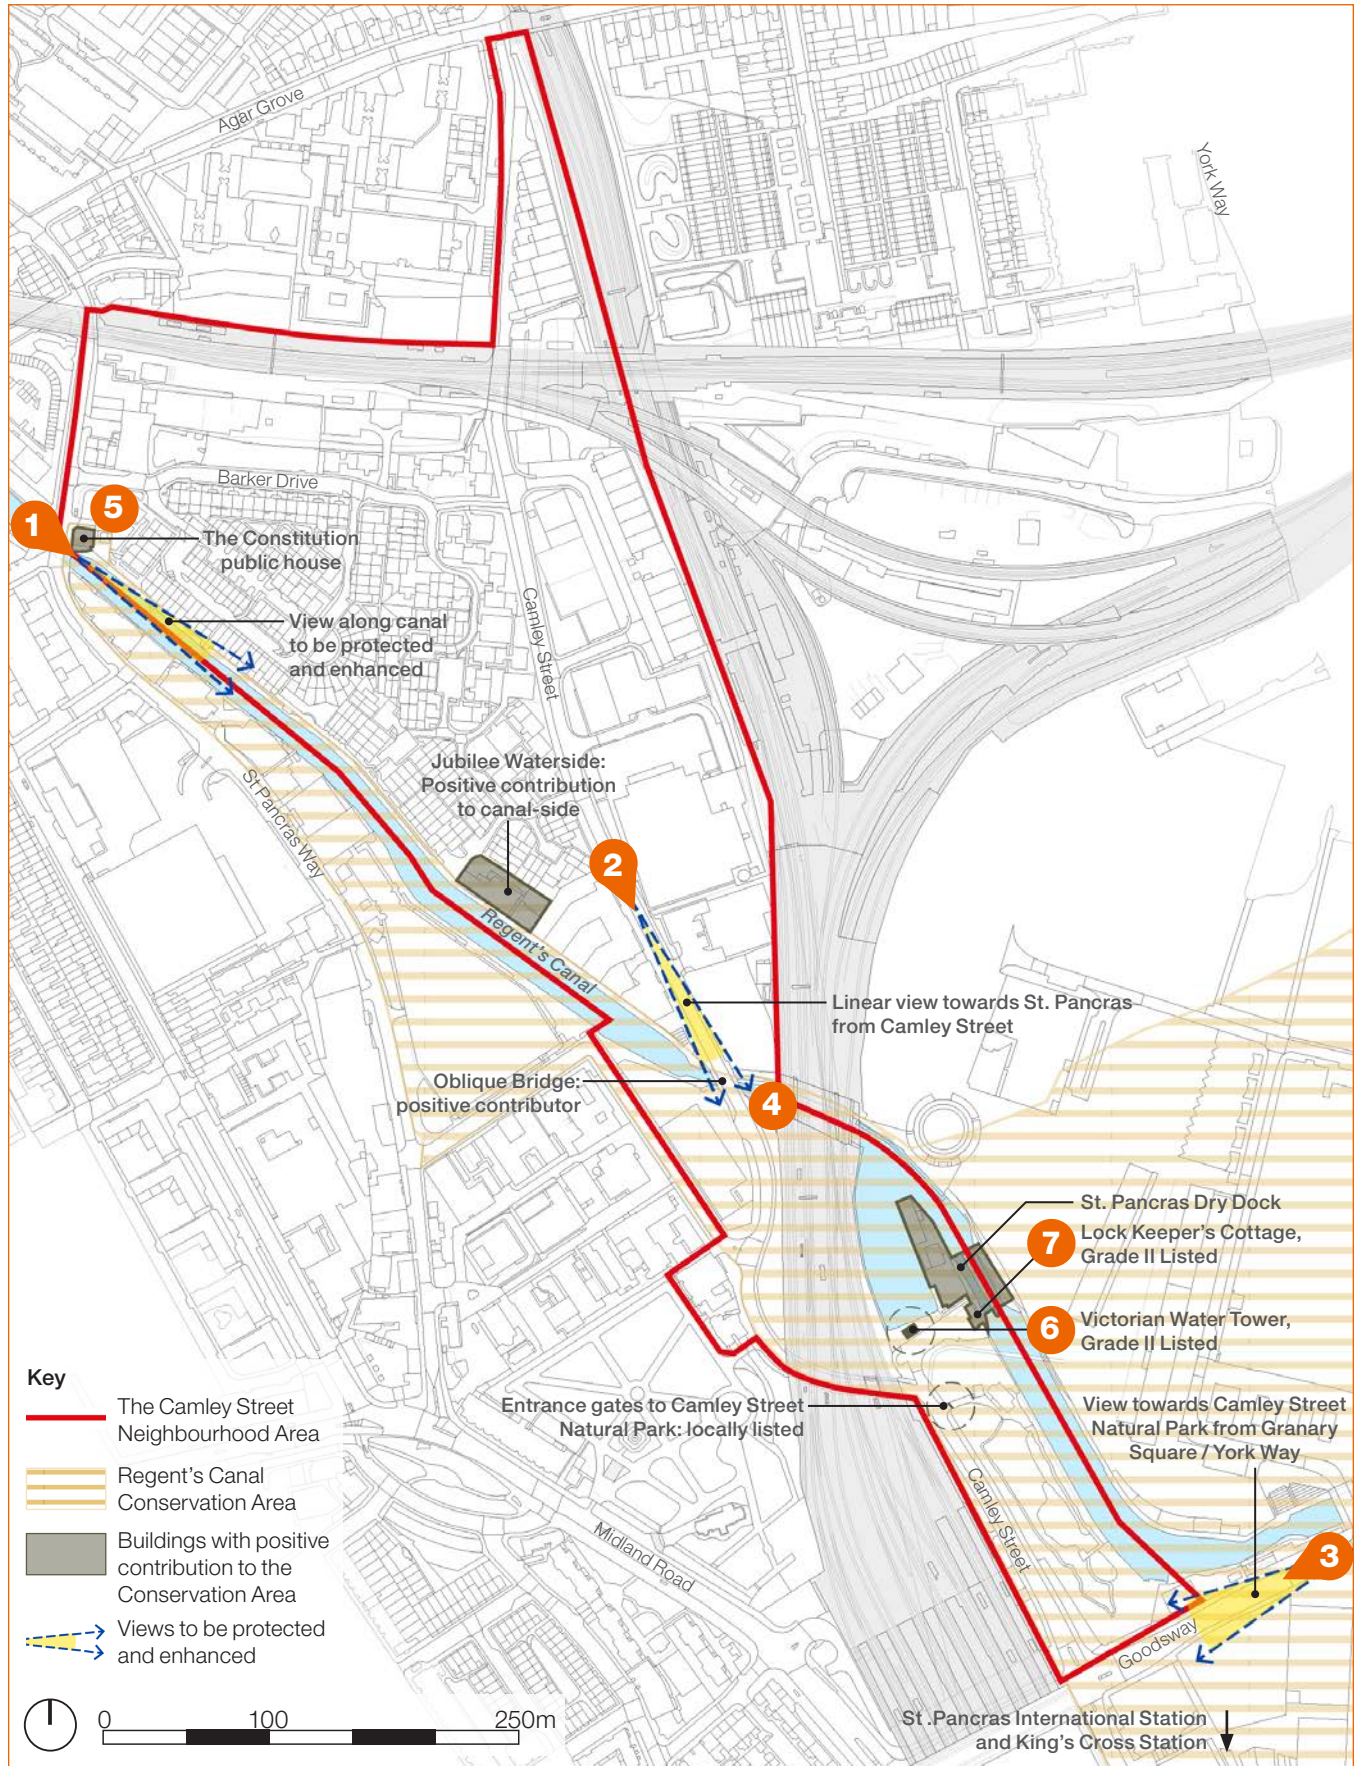 Agar Grove
York Way
Barker Drive
1
5
The Constitution
public house
View along canal
to be protected
and enhanced
Camley Street
St Pancras Way
Jubilee Waterside:
Positive contribution
to canal-side
2
Regent's Canal
Linear view towards St. Pancras
from Camley Street
Oblique Bridge:
positive contributor
4
St. Pancras Dry Dock
7
Lock Keeper's Cottage,
Grade II Listed
6
Victorian Water Tower,
Grade II Listed
Entrance gates to Camley Street
Natural Park: locally listed
View towards Camley Street
Natural Park from Granary
Square / York Way
Camley Street
Midland Road
3
Goodsway
St .Pancras International Station
and King's Cross Station
Key
The Camley Street
Neighbourhood Area
Regent's Canal
Conservation Area
Buildings with positive
contribution to the
Conservation Area
Views to be protected
and enhanced
0 100 250m